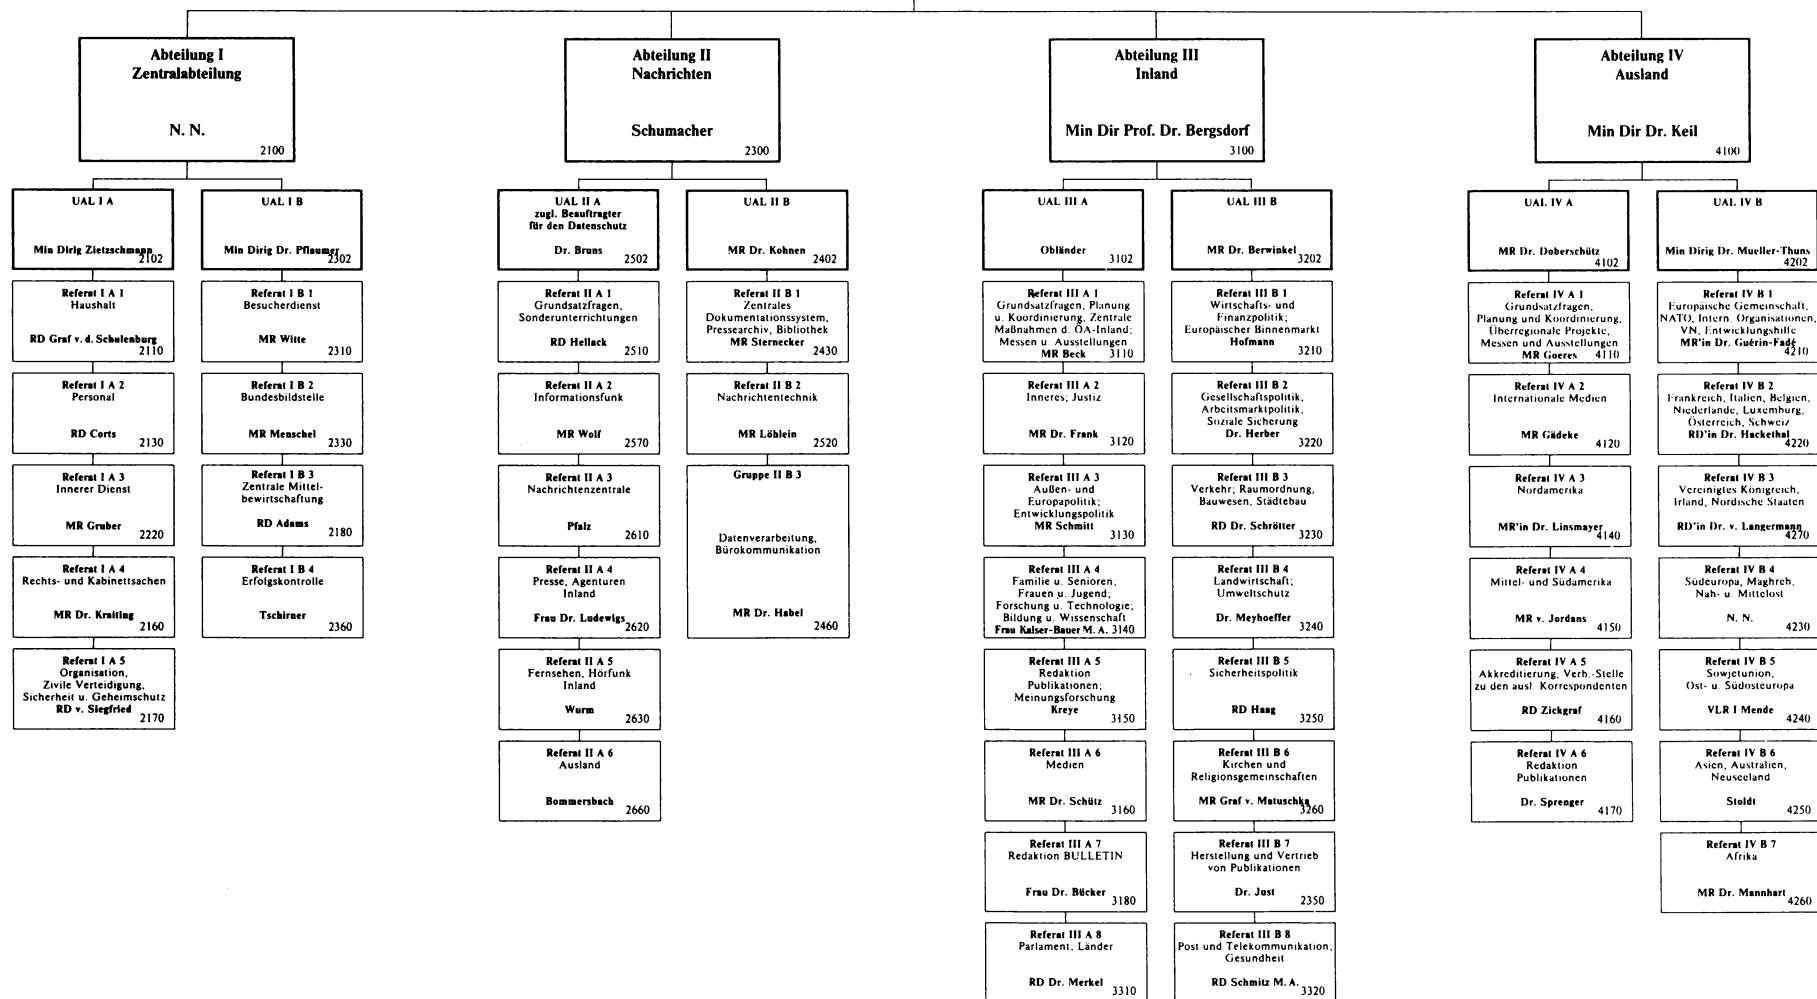 Abteilung I
Zentralabteilung
N. N.
2100
Abteilung II
Nachrichten
Schumacher
2300
Abteilung III
Inland
Min Dir Prof. Dr. Bergsdorf
3100
Abteilung IV
Ausland
Min Dir Dr. Keil
4100
UAL I A
Min Dirig Zietzschmann
2102
Referat I A 1
Haushalt
RD Graf v. d. Schulenburg
2110
Referat I A 2
Personal
RD Corts
2130
Referat I A 3
Innerer Dienst
MR Gruber
2220
Referat I A 4
Rechts- und Kabinettsachen
MR Dr. Kraiting
2160
Referat I A 5
Organisation,
Zivile Verteidigung,
Sicherheit u. Geheimschutz
RD v. Siegfried
2170
UAL I B
Min Dirig Dr. Pflaumer
2302
Referat I B 1
Besucherdienst
MR Witte
2310
Referat I B 2
Bundesbildstelle
MR Menschel
2330
Referat I B 3
Zentrale Mittel-
bewirtschaftung
RD Adams
2180
Referat I B 4
Erfolgskontrolle
Tschirner
2360
UAL II A
zugl. Beauftragter
für den Datenschutz
Dr. Bruns
2502
Referat II A 1
Grundsatzfragen,
Sonderunterrichtungen
RD Hellack
2510
Referat II A 2
Informationsfunk
MR Wolf
2570
Referat II A 3
Nachrichtenzentrale
Pfalz
2610
Referat II A 4
Presse, Agenturen
Inland
Frau Dr. Ludewigs
2620
Referat II A 5
Fernsehen, Hörfunk
Inland
Wurm
2630
Referat II A 6
Ausland
Bommersbach
2660
UAL II B
MR Dr. Kohnen
2402
Referat II B 1
Zentrales
Dokumentationssystem,
Pressearchiv, Bibliothek
MR Sternecker
2430
Referat II B 2
Nachrichtentechnik
MR Löhlein
2520
Gruppe II B 3
Datenverarbeitung,
Bürokommunikation
MR Dr. Habel
2460
UAL III A
Obländer
3102
Referat III A 1
Grundsatzfragen, Planung
u. Koordinierung, Zentrale
Maßnahmen d. ÖA-Inland;
Messen u. Ausstellungen
MR Beck 3110
Referat III A 2
Inneres; Justiz
MR Dr. Frank
3120
Referat III A 3
Außen- und
Europapolitik;
Entwicklungspolitik
MR Schmitt
3130
Referat III A 4
Familie u. Senioren;
Frauen u. Jugend;
Forschung u. Technologie;
Bildung u. Wissenschaft
Frau Kaiser-Bauer M. A. 3140
Referat III A 5
Redaktion
Publikationen;
Meinungsforschung
Kreye
3150
Referat III A 6
Medien
MR Dr. Schütz
3160
Referat III A 7
Redaktion BULLETIN
Frau Dr. Bücker
3180
Referat III A 8
Parlament; Länder
RD Dr. Merkel
3310
UAL III B
MR Dr. Berwinkel
3202
Referat III B 1
Wirtschafts- und
Finanzpolitik;
Europäischer Binnenmarkt
Hofmann
3210
Referat III B 2
Gesellschaftspolitik,
Arbeitsmarktpolitik,
Soziale Sicherung
Dr. Herber
3220
Referat III B 3
Verkehr; Raumordnung,
Bauwesen, Städtebau
RD Dr. Schrötter
3230
Referat III B 4
Landwirtschaft;
Umweltschutz
Dr. Meyhoeffer
3240
Referat III B 5
Sicherheitspolitik
RD Haag
3250
Referat III B 6
Kirchen und
Religionsgemeinschaften
MR Graf v. Matuschka
3260
Referat III B 7
Herstellung und Vertrieb
von Publikationen
Dr. Just
2350
Referat III B 8
Post und Telekommunikation;
Gesundheit
RD Schmitz M. A.
3320
UAL IV A
MR Dr. Doberschütz
4102
Referat IV A 1
Grundsatzfragen,
Planung und Koordinierung,
Überregionale Projekte,
Messen und Ausstellungen
MR Goeres 4110
Referat IV A 2
Internationale Medien
MR Gädeke
4120
Referat IV A 3
Nordamerika
MR'in Dr. Linsmayer
4140
Referat IV A 4
Mittel- und Südamerika
MR v. Jordans
4150
Referat IV A 5
Akkreditierung, Verb.-Stelle
zu den ausl. Korrespondenten
RD Zickgraf
4160
Referat IV A 6
Redaktion
Publikationen
Dr. Sprenger
4170
UAL IV B
Min Dirig Dr. Mueller-Thuns
4202
Referat IV B 1
Europäische Gemeinschaft,
NATO, Intern. Organisationen,
VN, Entwicklungshilfe
MR'in Dr. Guérin-Fadé
4210
Referat IV B 2
Frankreich, Italien, Belgien,
Niederlande, Luxemburg,
Österreich, Schweiz
RD'in Dr. Hackethal
4220
Referat IV B 3
Vereinigtes Königreich,
Irland, Nordische Staaten
RD'in Dr. v. Langermann
4270
Referat IV B 4
Südeuropa, Maghreb,
Nah- u. Mittelost
N. N.
4230
Referat IV B 5
Sowjetunion,
Ost- u. Südosteuropa
VLR I Mende
4240
Referat IV B 6
Asien, Australien,
Neuseeland
Stoldt
4250
Referat IV B 7
Afrika
MR Dr. Mannhart
4260